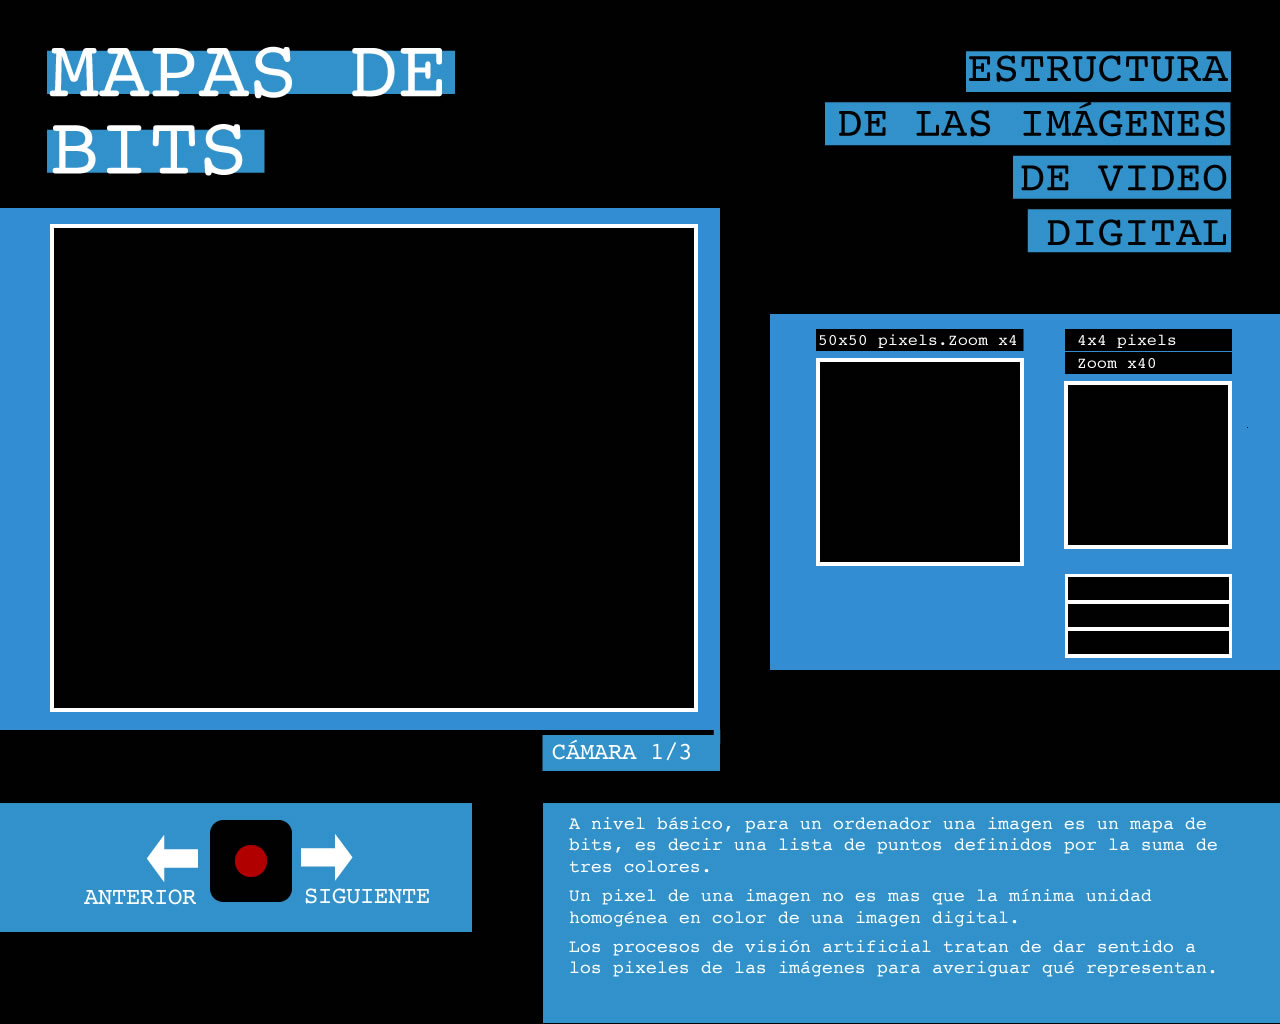 MAPAS DE
BITS
ESTRUCTURA
DE LAS IMÁGENES
DE VIDEO
DIGITAL
50x50 pixels.Zoom x4
4x4 pixels
Zoom x40
CÁMARA 1/3
ANTERIOR
SIGUIENTE
A nivel básico, para un ordenador una imagen es un mapa de
bits, es decir una lista de puntos definidos por la suma de
tres colores.
Un pixel de una imagen no es mas que la mínima unidad
homogénea en color de una imagen digital.
Los procesos de visión artificial tratan de dar sentido a
los pixeles de las imágenes para averiguar qué representan.